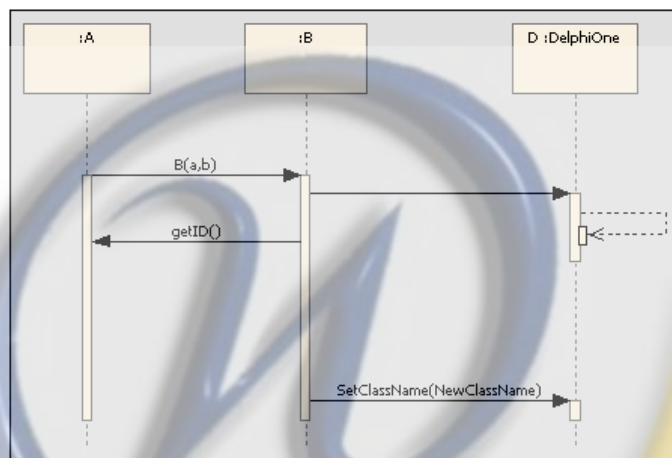 :A
:B
D :DelphiOne
B(a,b)
getID()
SetClassName(NewClassName)